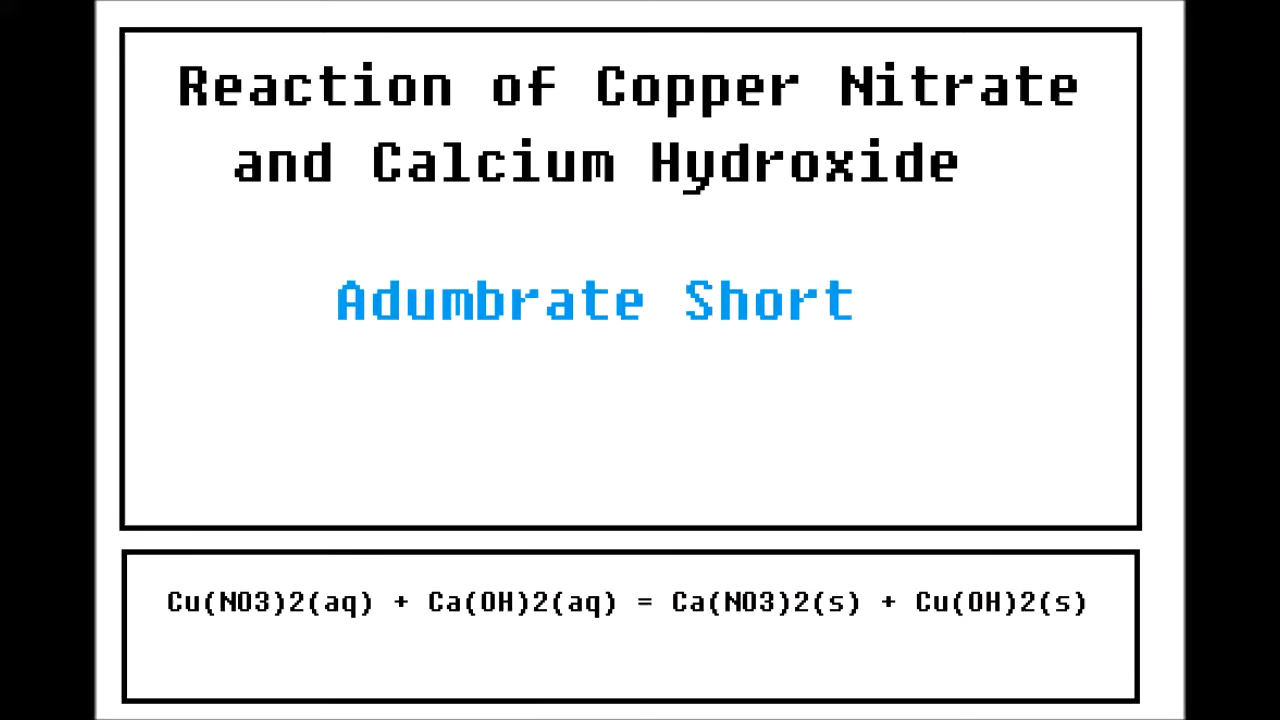 Reaction of Copper Nitrate
and Calcium Hydroxide
Adumbrate Short
Cu(NO3)2(aq) + Ca(OH)2(aq) = Ca(NO3)2(s) + Cu(OH)2(s)